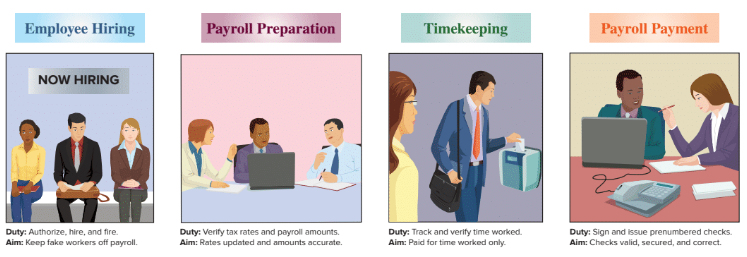 Employee Hiring
NOW HIRING
Duty: Authorize, hire, and fire.
Aim: Keep fake workers off payroll.
Payroll Preparation
Duty: Verify tax rates and payroll amounts.
Aim: Rates updated and amounts accurate.
Timekeeping
Duty: Track and verify time worked.
Aim: Paid for time worked only.
Payroll Payment
Duty: Sign and issue prenumbered checks.
Aim: Checks valid, secured, and correct.